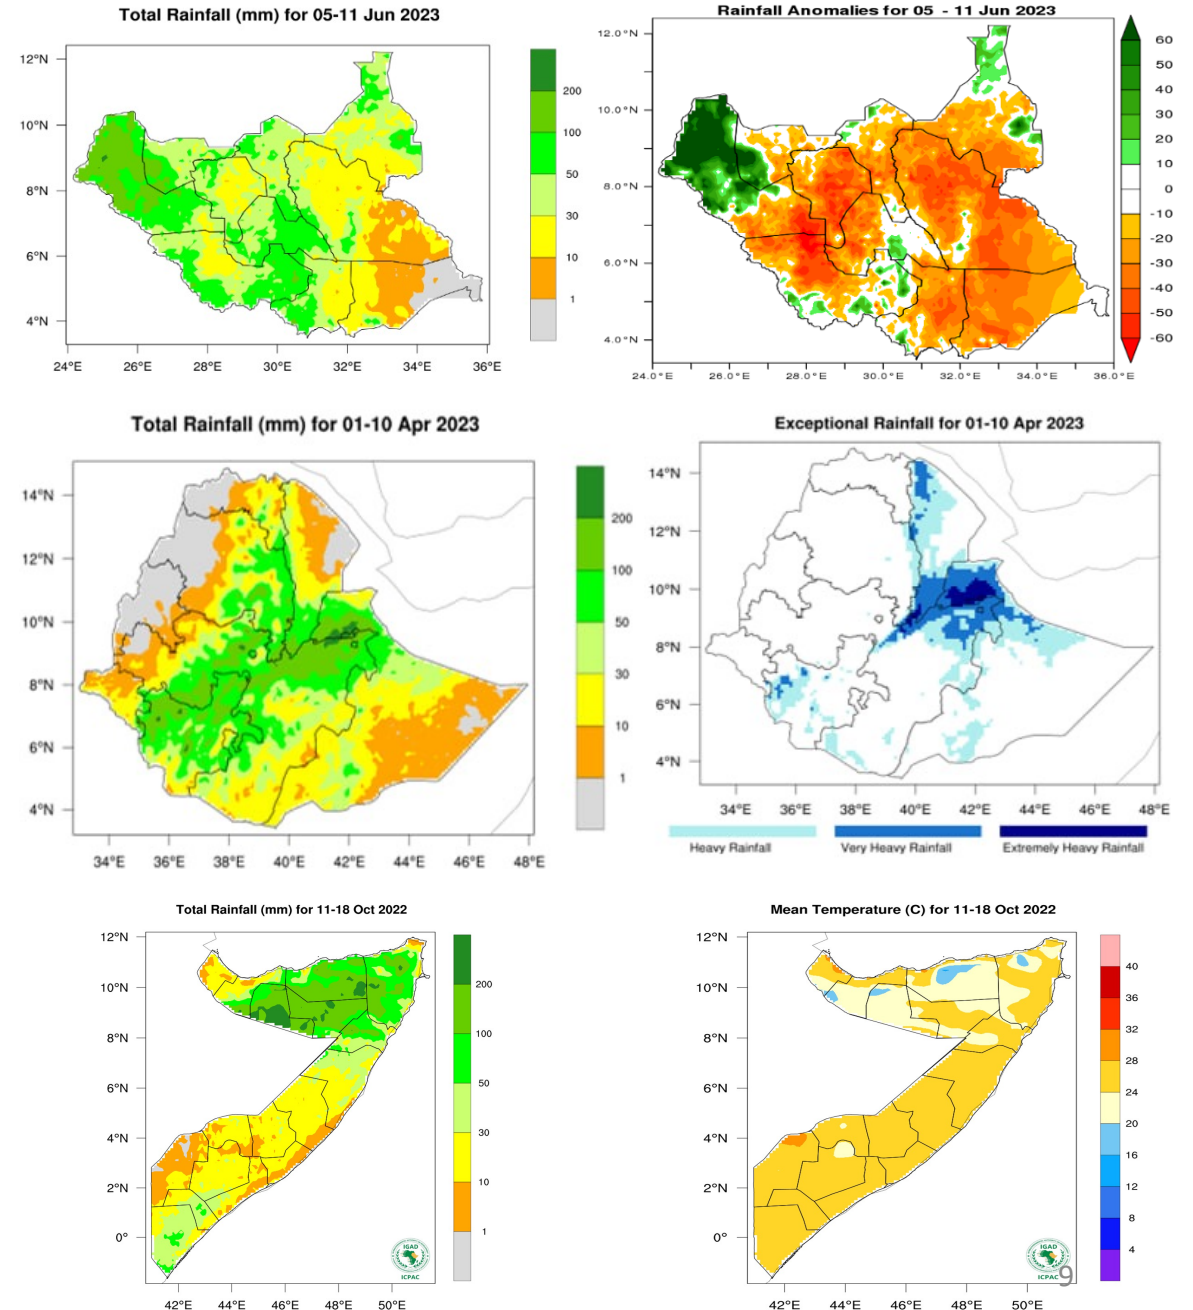 Total Rainfall (mm) for 05-11 Jun 2023
12°N
10°N
8°N
6°N
4°N
24°E 26°E 28°E 30°E 32°E 34°E 36°E
200
100
50
30
10
1
Rainfall Anomalies for 05 - 11 Jun 2023
12.0°N
10.0°N
8.0°N
6.0°N
4.0°N
24.0°E 26.0°E 28.0°E 30.0°E 32.0°E 34.0°E 36.0°E
60
50
40
30
20
10
0
-10
-20
-30
-40
-50
-60
Total Rainfall (mm) for 01-10 Apr 2023
14°N
12°N
10°N
8°N
6°N
4°N
34°E 36°E 38°E 40°E 42°E 44°E 46°E 48°E
200
100
50
30
10
1
Exceptional Rainfall for 01-10 Apr 2023
14°N
12°N
10°N
8°N
6°N
4°N
34°E 36°E 38°E 40°E 42°E 44°E 46°E 48°E
Heavy Rainfall Very Heavy Rainfall Extremely Heavy Rainfall
Total Rainfall (mm) for 11-18 Oct 2022
12°N
10°N
8°N
6°N
4°N
2°N
0°
42°E 44°E 46°E 48°E 50°E
200
100
50
30
10
1
IGAD
ICPAC
Mean Temperature (C) for 11-18 Oct 2022
12°N
10°N
8°N
6°N
4°N
2°N
0°
42°E 44°E 46°E 48°E 50°E
40
36
32
28
24
20
16
12
8
4
IGAD
ICPAC
9